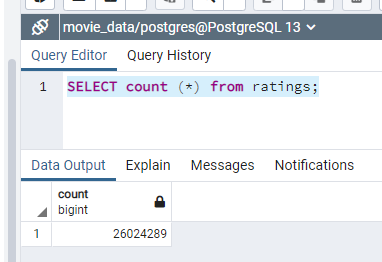 movie_data/postgres@PostgreSQL 13
Query Editor Query History
1 SELECT count (*) from ratings;
Data Output Explain Messages Notifications
count
bigint
1 26024289